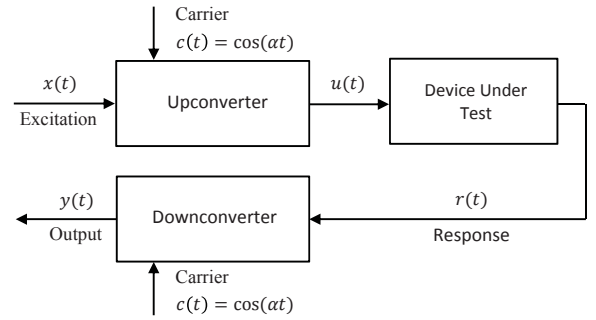 Carrier
c(t) = cos(αt)
x(t)
Excitation
Upconverter
u(t)
Device Under
Test
y(t)
Output
Downconverter
r(t)
Response
Carrier
c(t) = cos(αt)